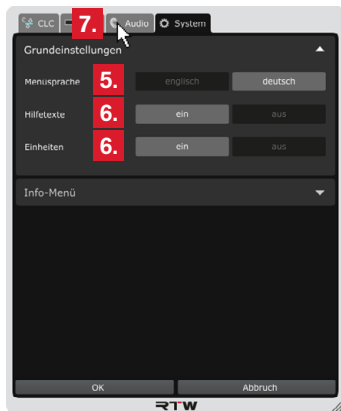 CLC 7. Audio System
Grundeinstellungen
Menüsprache 5. englisch deutsch
Hilfetexte 6. ein aus
Einheiten 6. ein aus
Info-Menü
OK Abbruch
RTW